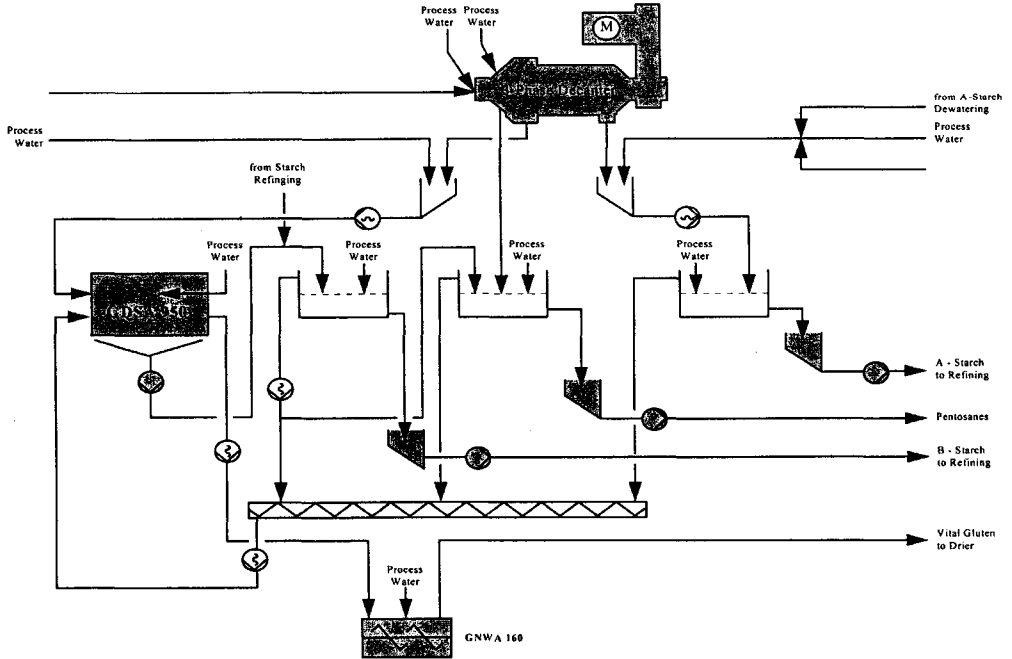 Process
Water
Process
Water
M
3-Phase Decanter
from A-Starch
Dewatering
Process
Water
Process
Water
from Starch
Refinging
Process
Water
Process
Water
Process
Water
Process
Water
A - Starch
to Refining
Pentosanes
B - Starch
to Refining
Vital Gluten
to Drier
Process
Water
GNWA 160